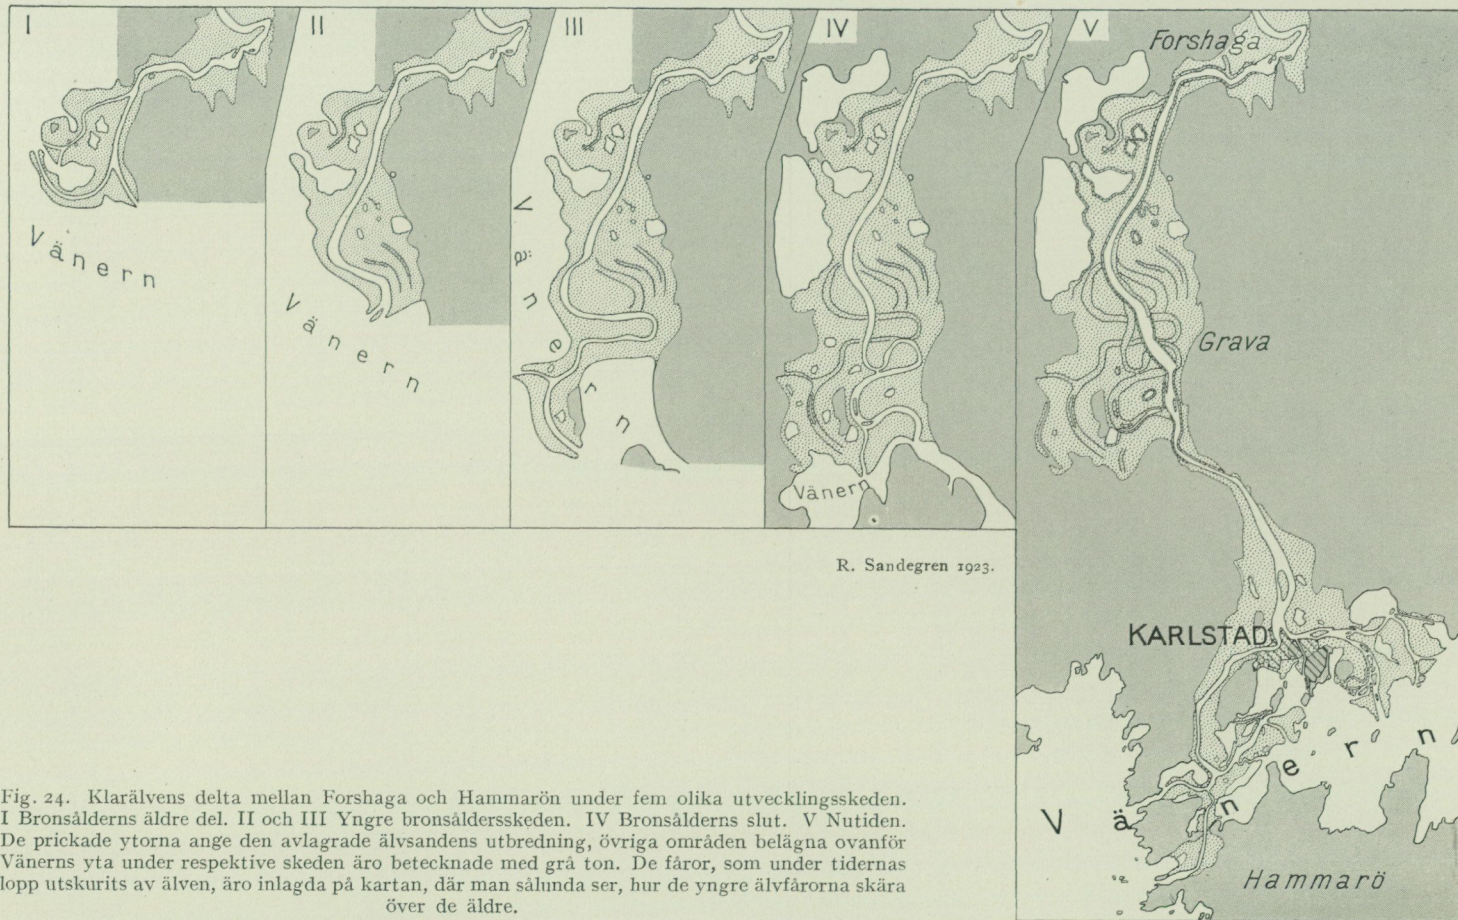 I
II
III
IV
V
Forshaga
Vänern
Vänern
Vänern
Vänern
Grava
R. Sandegren 1923.
KARLSTAD
Vänern
Hammarö
Fig. 24. Klarälvens delta mellan Forshaga och Hammarön under fem olika utvecklingsskeden.
I Bronsålderns äldre del. II och III Yngre bronsåldersskeden. IV Bronsålderns slut. V Nutiden.
De prickade ytorna ange den avlagrade älvsandens utbredning, övriga områden belägna ovanför
Vänerns yta under respektive skeden äro betecknade med grå ton. De fåror, som under tidernas
lopp utskurits av älven, äro inlagda på kartan, där man sålunda ser, hur de yngre älvfårorna skära
över de äldre.